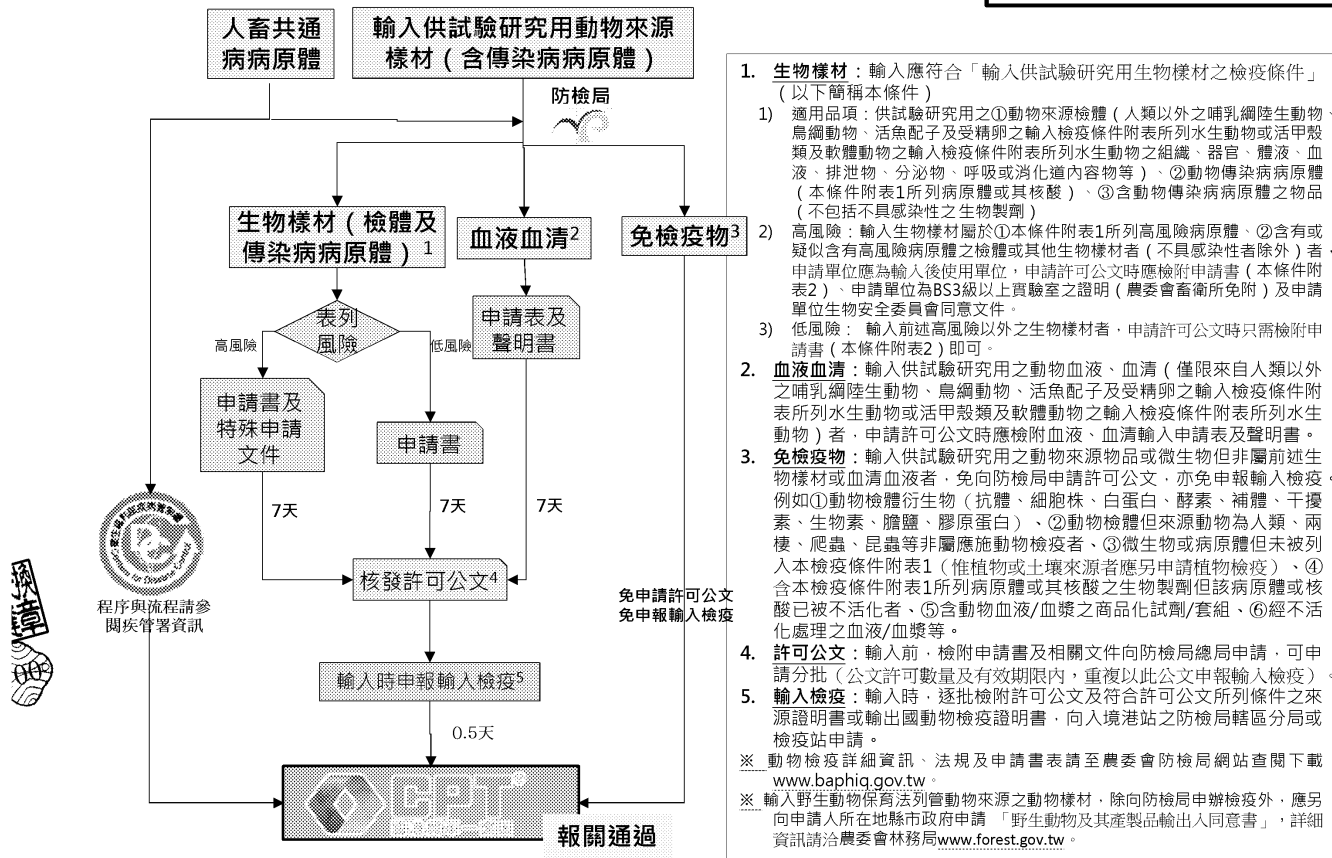 人畜共通
病病原體
輸入供試驗研究用動物來源
樣材（含傳染病病原體）
防檢局
生物樣材（檢體及
傳染病病原體）1
血液血清2
免檢疫物3
表列
風險
高風險
低風險
申請表及
聲明書
申請書及
特殊申請
文件
申請書
7天
7天
7天
核發許可公文4
程序與流程請參
閱疾管署資訊
免申請許可公文
免申報輸入檢疫
輸入時申報輸入檢疫5
0.5天
CPT
報關通過
1. 生物樣材：輸入應符合「輸入供試驗研究用生物樣材之檢疫條件」
（以下簡稱本條件）
1) 適用品項：供試驗研究用之①動物來源檢體（人類以外之哺乳綱陸生動物、
鳥綱動物、活魚配子及受精卵之輸入檢疫條件附表所列水生動物或活甲殼
類及軟體動物之輸入檢疫條件附表所列水生動物之組織、器官、體液、血
液、排泄物、分泌物、呼吸或消化道內容物等）、②動物傳染病病原體
（本條件附表1所列病原體或其核酸）、③含動物傳染病病原體之物品
（不包括不具感染性之生物製劑）
2) 高風險：輸入生物樣材屬於①本條件附表1所列高風險病原體、②含有或
疑似含有高風險病原體之檢體或其他生物樣材者（不具感染性者除外）者，
申請單位應為輸入後使用單位，申請許可公文時應檢附申請書（本條件附
表2）、申請單位為BS3級以上實驗室之證明（農委會畜衛所免附）及申請
單位生物安全委員會同意文件。
3) 低風險： 輸入前述高風險以外之生物樣材者，申請許可公文時只需檢附申
請書（本條件附表2）即可。
2. 血液血清：輸入供試驗研究用之動物血液、血清（僅限來自人類以外
之哺乳綱陸生動物、鳥綱動物、活魚配子及受精卵之輸入檢疫條件附
表所列水生動物或活甲殼類及軟體動物之輸入檢疫條件附表所列水生
動物）者，申請許可公文時應檢附血液、血清輸入申請表及聲明書。
3. 免檢疫物：輸入供試驗研究用之動物來源物品或微生物但非屬前述生
物樣材或血清血液者，免向防檢局申請許可公文，亦免申報輸入檢疫。
例如①動物檢體衍生物（抗體、細胞株、白蛋白、酵素、補體、干擾
素、生物素、膽鹽、膠原蛋白）、②動物檢體但來源動物為人類、兩
棲、爬蟲、昆蟲等非屬應施動物檢疫者、③微生物或病原體但未被列
入本檢疫條件附表1（惟植物或土壤來源者應另申請植物檢疫）、④
含本檢疫條件附表1所列病原體或其核酸之生物製劑但該病原體或核
酸已被不活化者、⑤含動物血液/血漿之商品化試劑/套組、⑥經不活
化處理之血液/血漿等。
4. 許可公文：輸入前，檢附申請書及相關文件向防檢局總局申請，可申
請分批（公文許可數量及有效期限內，重複以此公文申報輸入檢疫）。
5. 輸入檢疫：輸入時，逐批檢附許可公文及符合許可公文所列條件之來
源證明書或輸出國動物檢疫證明書，向入境港站之防檢局轄區分局或
檢疫站申請。
※ 動物檢疫詳細資訊、法規及申請書表請至農委會防檢局網站查閱下載
www.baphiq.gov.tw。
※ 輸入野生動物保育法列管動物來源之動物樣材，除向防檢局申辦檢疫外，應另
向申請人所在地縣市政府申請 「野生動物及其產製品輸出入同意書」，詳細
資訊請洽農委會林務局www.forest.gov.tw。